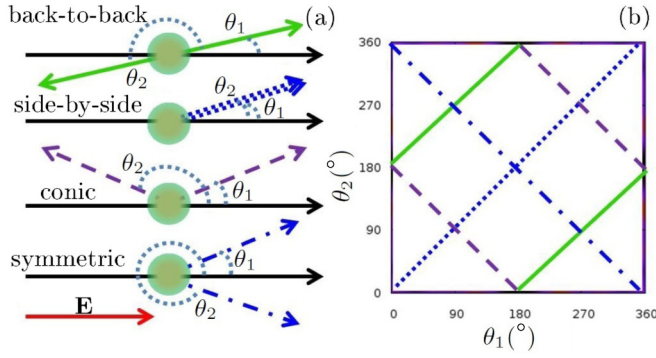 back-to-back
(a)
θ₁
θ₂
side-by-side
θ₂
θ₁
θ₂
conic
θ₁
symmetric
θ₁
θ₂
E
(b)
360
270
180
90
0
θ₂(°)
0
90
180
270
360
θ₁(°)